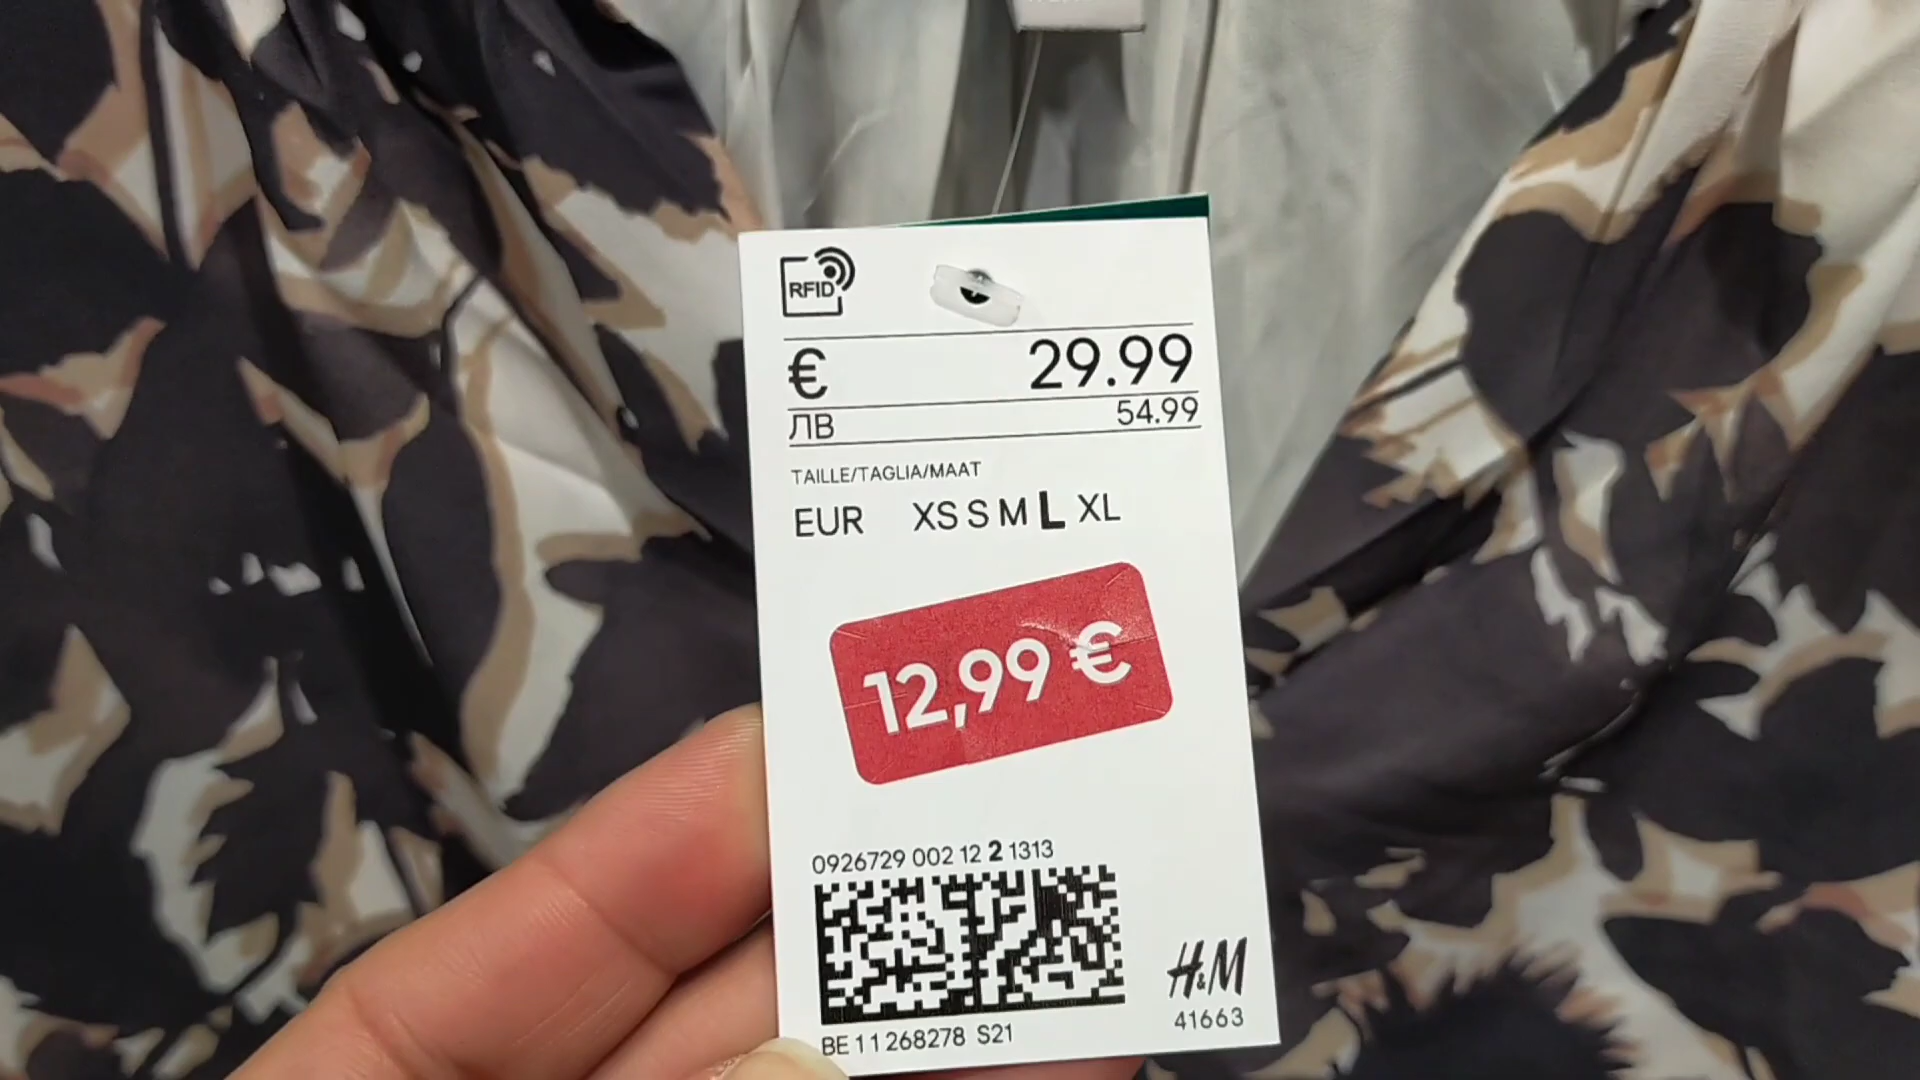 RFID
€ 29.99
ЛВ 54.99
TAILLE/TAGLIA/MAAT
EUR XS S M L XL
12,99 €
0926729 002 12 2 1313
H&M
BE 11 268278 S21
41663